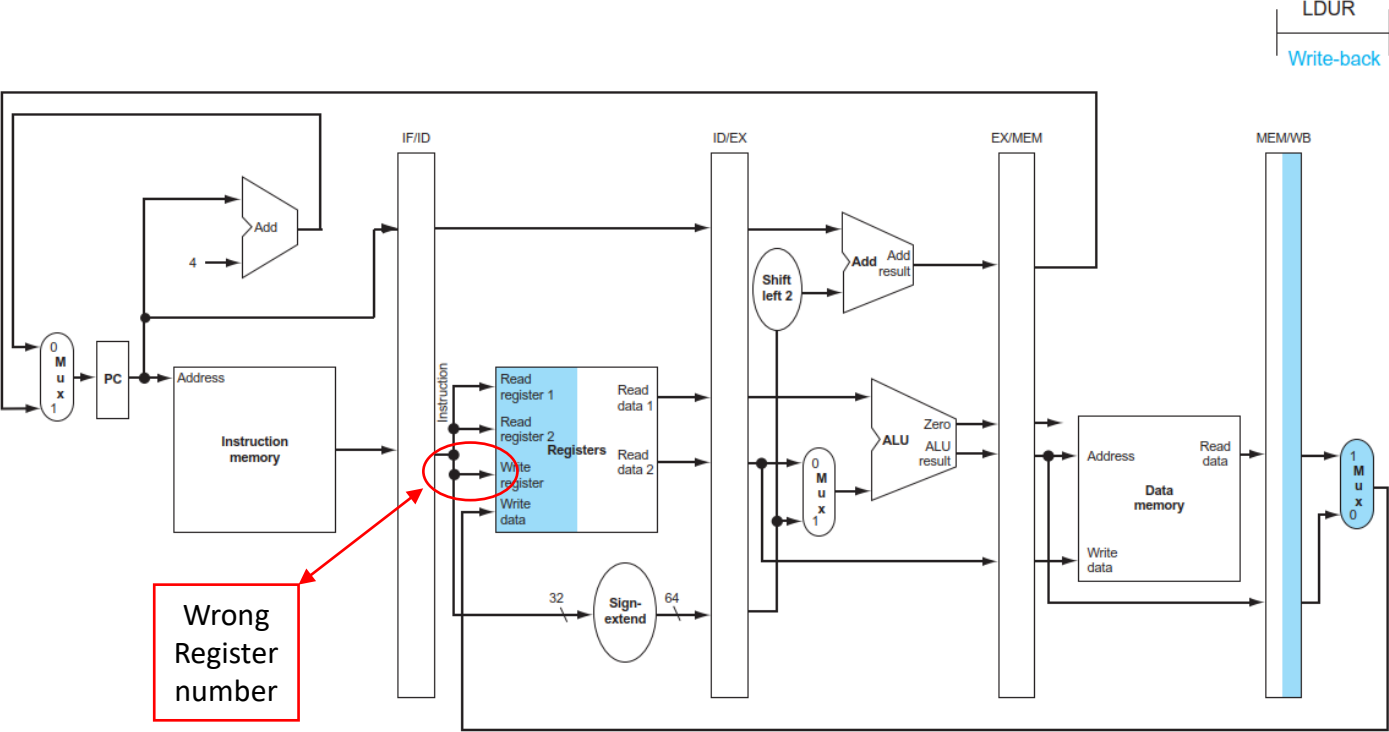 LDUR
Write-back
IF/ID
ID/EX
EX/MEM
MEM/WB
Add
4
Shift
left 2
Add
Add
result
0
M
u
x
1
PC
Address
Instruction
memory
Instruction
Read
register 1
Read
register 2
Write
register
Write
data
Registers
Read
data 1
Read
data 2
0
M
u
x
1
Zero
ALU
ALU
result
Address
Read
data
Data
memory
Write
data
1
M
u
x
0
32
Sign-
extend
64
Wrong
Register
number